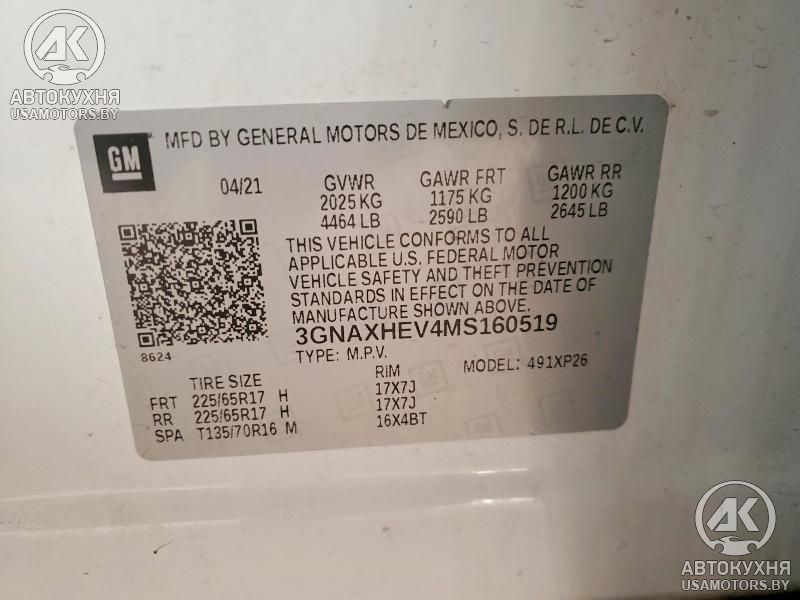 AK
АВТОКУХНЯ
USAMOTORS.BY
GM
MFD BY GENERAL MOTORS DE MEXICO, S. DE R.L. DE C.V.
04/21 GVWR GAWR FRT GAWR RR
2025 KG 1175 KG 1200 KG
4464 LB 2590 LB 2645 LB
THIS VEHICLE CONFORMS TO ALL
APPLICABLE U.S. FEDERAL MOTOR
VEHICLE SAFETY AND THEFT PREVENTION
STANDARDS IN EFFECT ON THE DATE OF
MANUFACTURE SHOWN ABOVE.
3GNAXHEV4MS160519
8624
TYPE: M.P.V. MODEL: 491XP26
TIRE SIZE RIM
FRT 225/65R17 H 17X7J
RR 225/65R17 H 17X7J
SPA T135/70R16 M 16X4BT
AK
АВТОКУХНЯ
USAMOTORS.BY